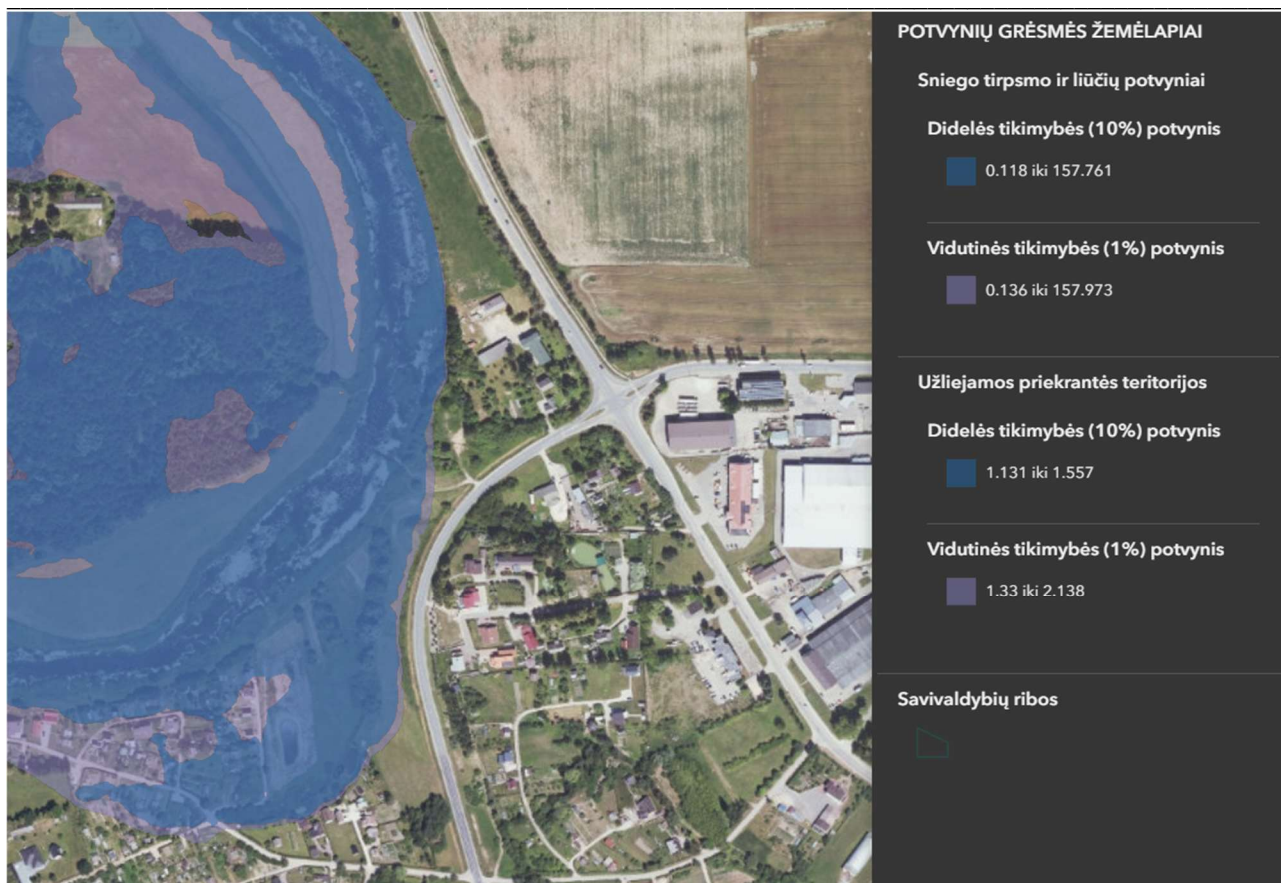 POTVYNIŲ GRĖSMĖS ŽEMĖLAPIAI
Sniego tirpsmo ir liūčių potvyniai
Didelės tikimybės (10%) potvynis
0.118 iki 157.761
Vidutinės tikimybės (1%) potvynis
0.136 iki 157.973
Užliejamos priekrantės teritorijos
Didelės tikimybės (10%) potvynis
1.131 iki 1.557
Vidutinės tikimybės (1%) potvynis
1.33 iki 2.138
Savivaldybių ribos